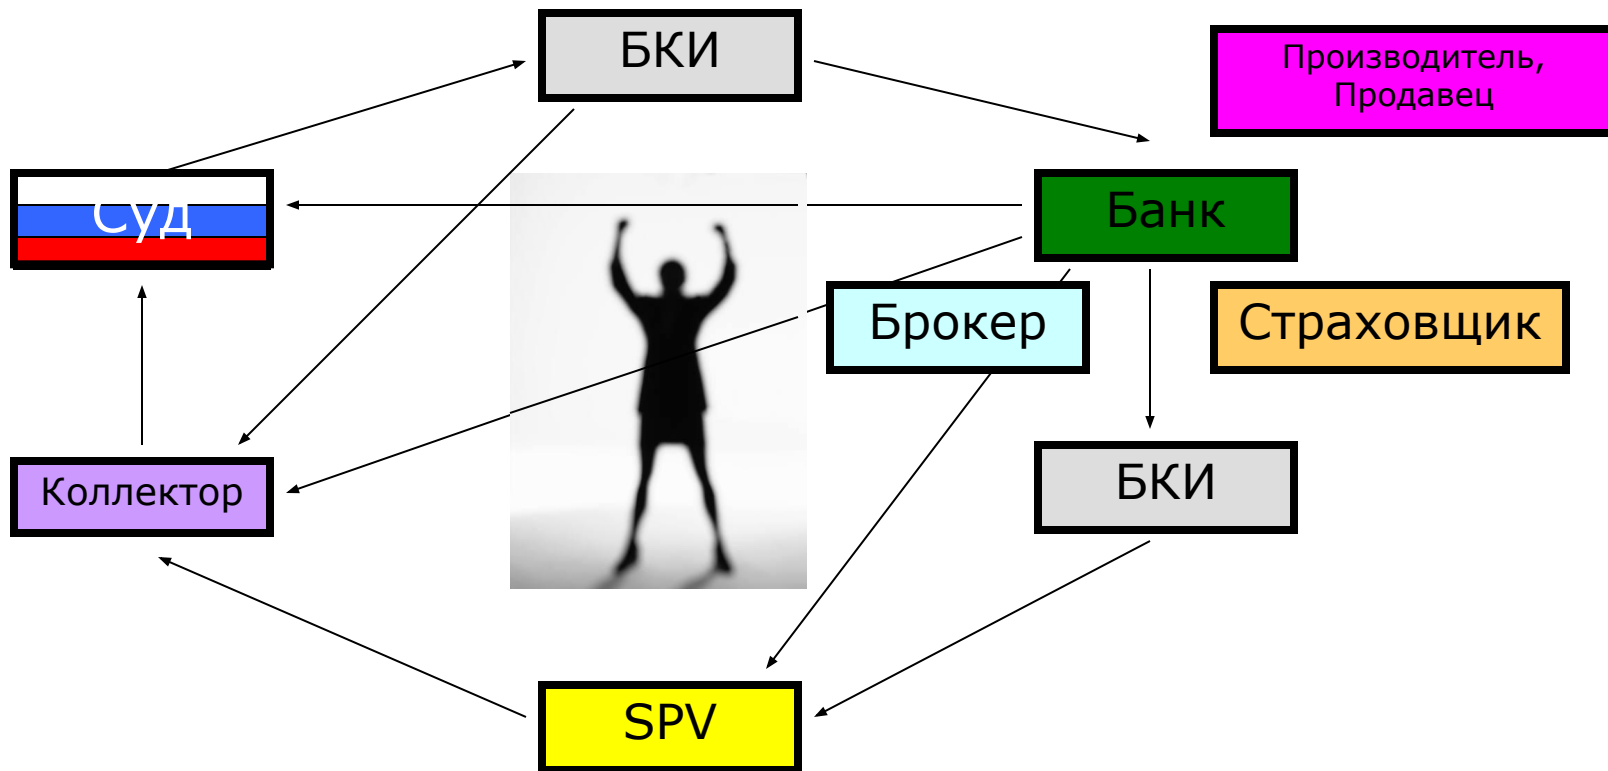 БКИ
Производитель,
Продавец
Суд
Банк
Брокер
Страховщик
Коллектор
БКИ
SPV